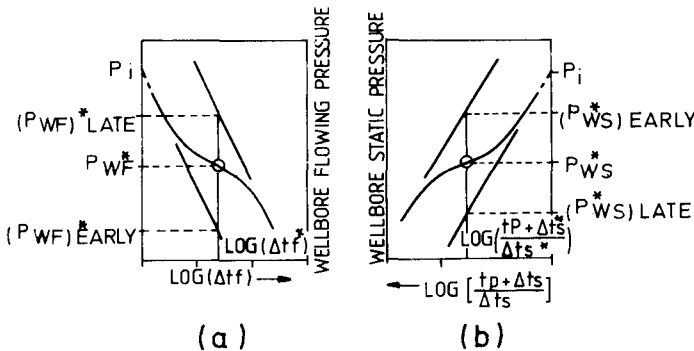 Pi
(PWF)*LATE
P*WF
(PWF)*EARLY
LOG(Δtf*)
LOG(Δtf)
WELLBORE FLOWING PRESSURE
(a)
WELLBORE STATIC PRESSURE
Pi
(P*WS) EARLY
P*WS
(P*WS) LATE
LOG(tP+Δts*/Δts*)
LOG[tp+Δts/Δts]
(b)